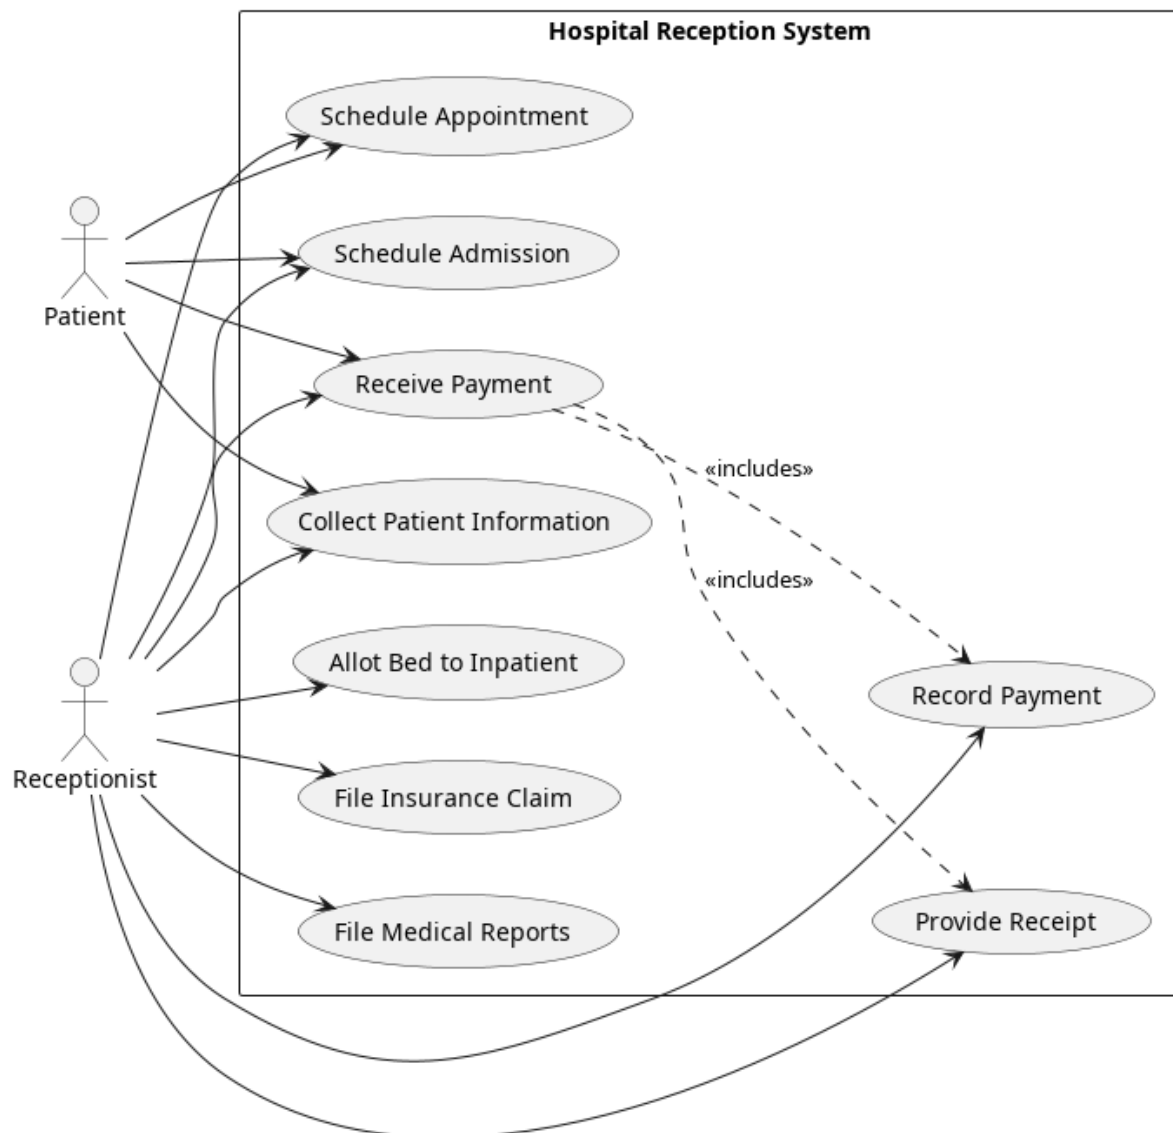 Hospital Reception System
Schedule Appointment
Schedule Admission
Patient
Receive Payment
«includes»
Collect Patient Information
«includes»
Allot Bed to Inpatient
Record Payment
Receptionist
File Insurance Claim
Provide Receipt
File Medical Reports